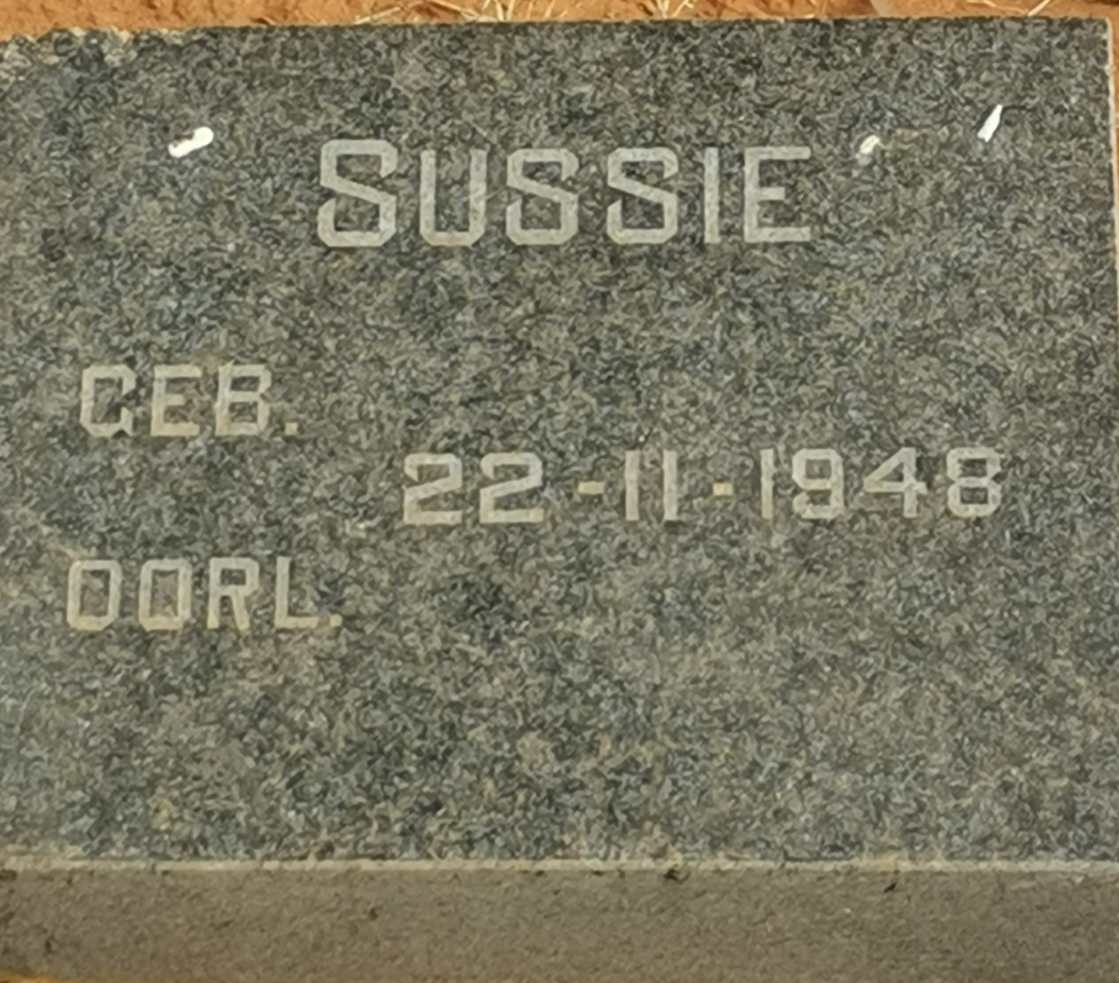 SUSSIE
GEB.
22-11-1948
OORL.